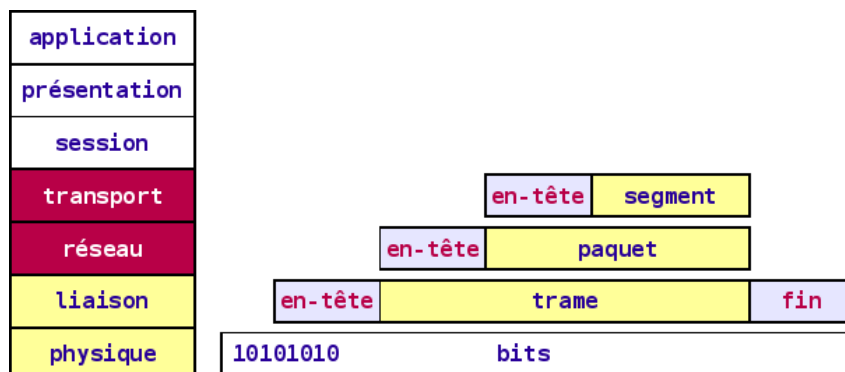 application
présentation
session
transport en-tête segment
réseau en-tête paquet
liaison en-tête trame fin
physique 10101010 bits